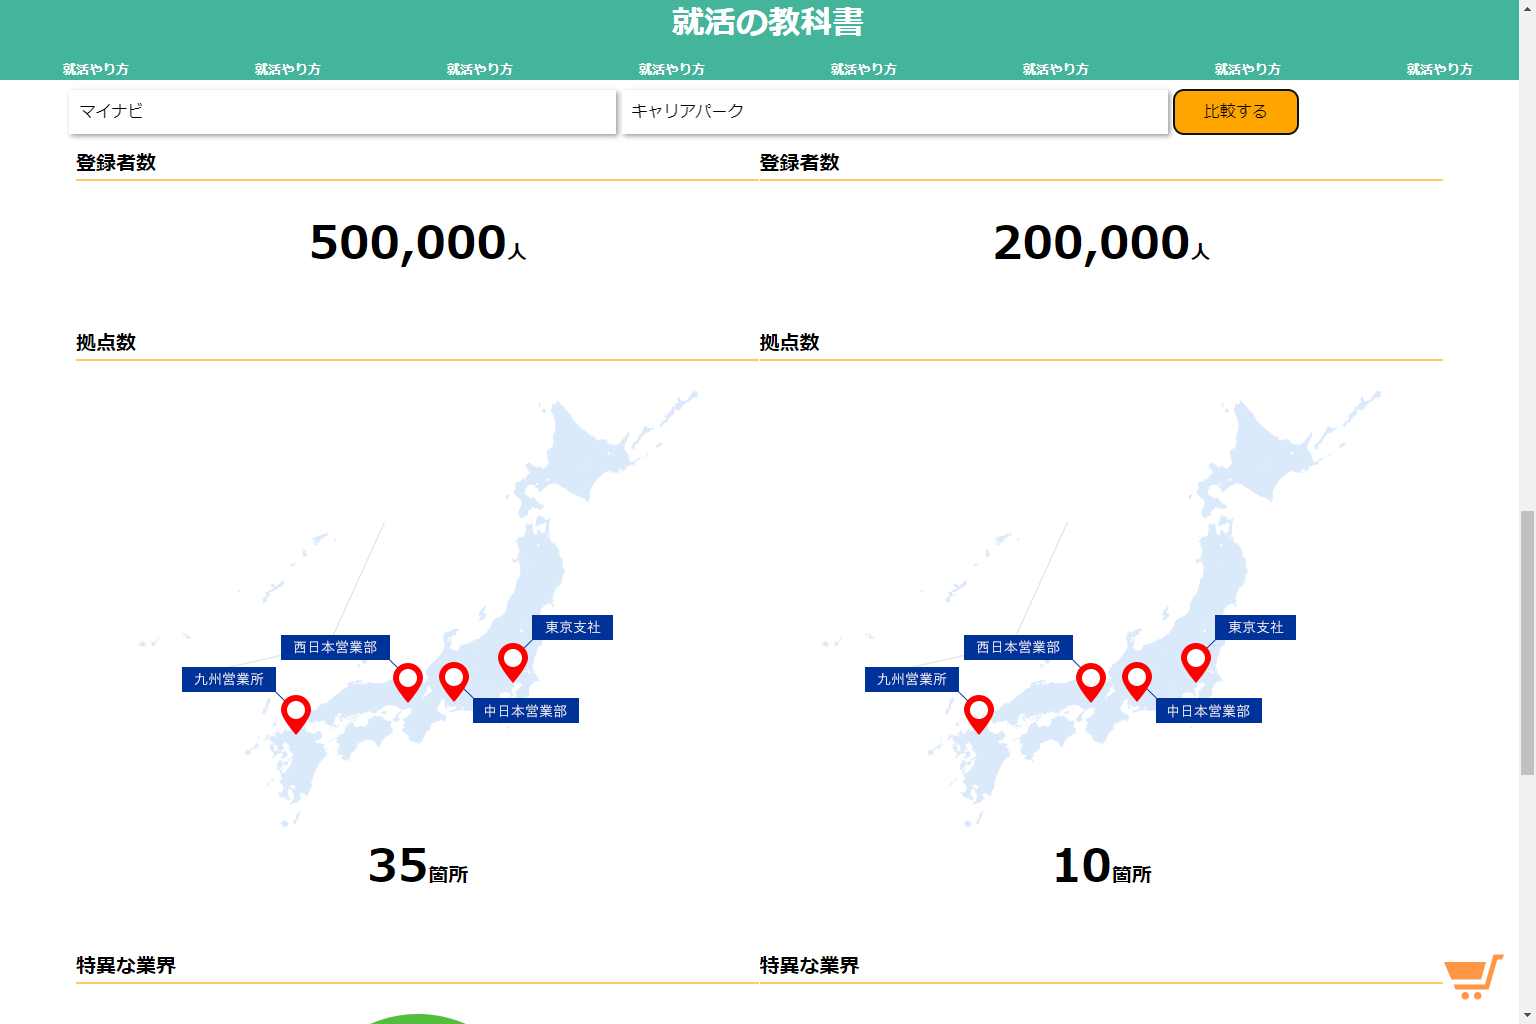 就活の教科書
就活やり方 就活やり方 就活やり方 就活やり方 就活やり方 就活やり方 就活やり方 就活やり方
マイナビ キャリアパーク 比較する
登録者数 登録者数
500,000人 200,000人
拠点数 拠点数
東京支社 東京支社
西日本営業部 西日本営業部
九州営業所 九州営業所
中日本営業部 中日本営業部
35箇所 10箇所
特異な業界 特異な業界